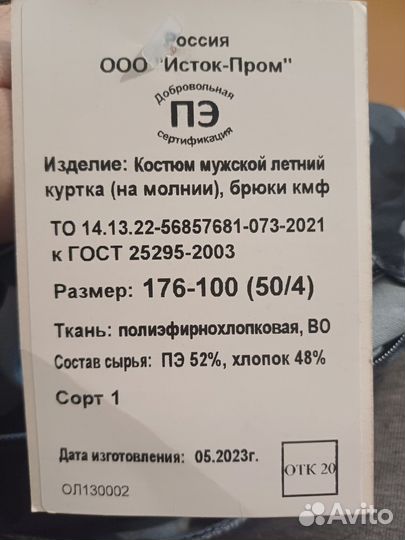 Россия
ООО "Исток-Пром"
Добровольная
ПЭ
сертификация
Изделие: Костюм мужской летний
куртка (на молнии), брюки кмф
ТО 14.13.22-56857681-073-2021
к ГОСТ 25295-2003
Размер: 176-100 (50/4)
Ткань: полиэфирнохлопковая, ВО
Состав сырья: ПЭ 52%, хлопок 48%
Сорт 1
Дата изготовления: 05.2023г.
ОТК 20
ОЛ130002
Avito